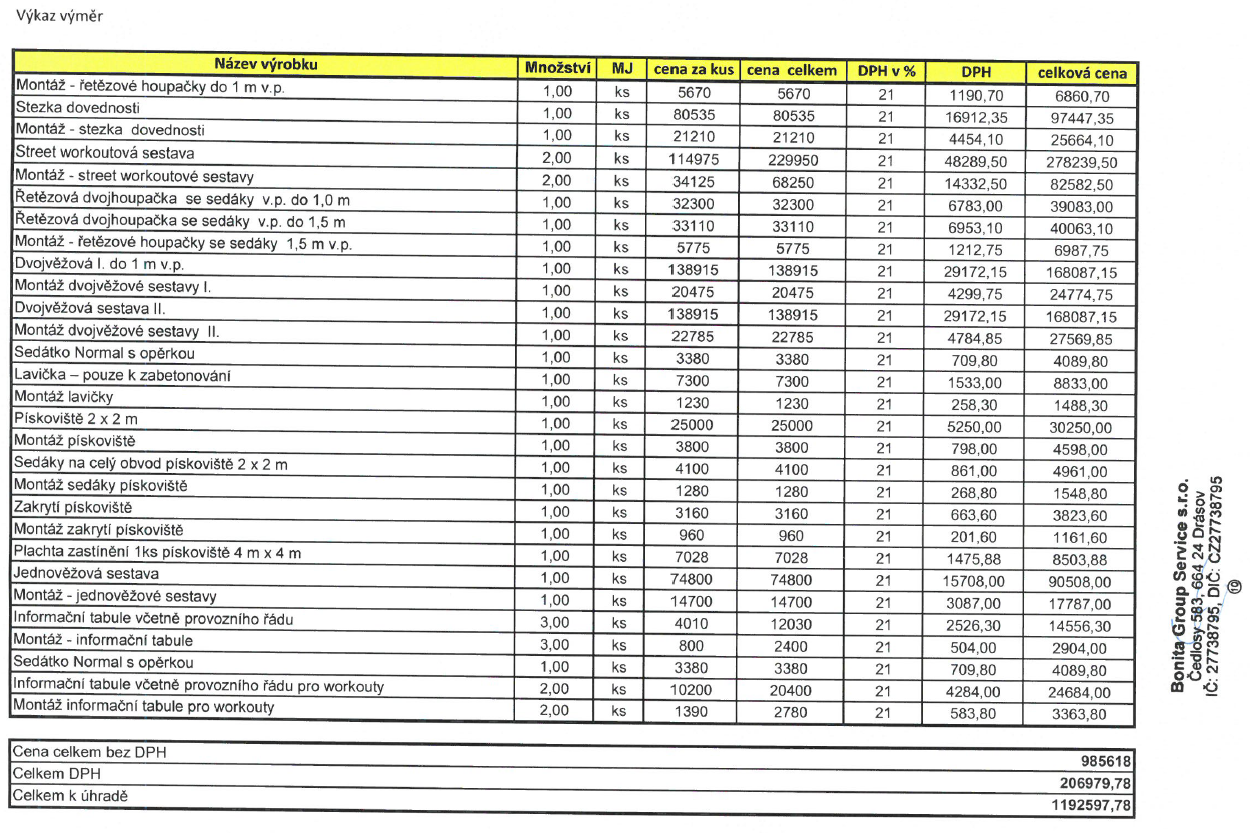 Výkaz výměr
Název výrobku Množství MJ cena za kus cena celkem DPH v % DPH celková cena
Montáž - řetězové houpačky do 1 m v.p. 1,00 ks 5670 5670 21 1190,70 6860,70
Stezka dovednosti 1,00 ks 80535 80535 21 16912,35 97447,35
Montáž - stezka dovednosti 1,00 ks 21210 21210 21 4454,10 25664,10
Street workoutová sestava 2,00 ks 114975 229950 21 48289,50 278239,50
Montáž - street workoutové sestavy 2,00 ks 34125 68250 21 14332,50 82582,50
Řetězová dvojhoupačka se sedáky v.p. do 1,0 m 1,00 ks 32300 32300 21 6783,00 39083,00
Řetězová dvojhoupačka se sedáky v.p. do 1,5 m 1,00 ks 33110 33110 21 6953,10 40063,10
Montáž - řetězové houpačky se sedáky 1,5 m v.p. 1,00 ks 5775 5775 21 1212,75 6987,75
Dvojvěžová I. do 1 m v.p. 1,00 ks 138915 138915 21 29172,15 168087,15
Montáž dvojvěžové sestavy I. 1,00 ks 20475 20475 21 4299,75 24774,75
Dvojvěžová sestava II. 1,00 ks 138915 138915 21 29172,15 168087,15
Montáž dvojvěžové sestavy II. 1,00 ks 22785 22785 21 4784,85 27569,85
Sedátko Normal s opěrkou 1,00 ks 3380 3380 21 709,80 4089,80
Lavička – pouze k zabetonování 1,00 ks 7300 7300 21 1533,00 8833,00
Montáž lavičky 1,00 ks 1230 1230 21 258,30 1488,30
Pískoviště 2 x 2 m 1,00 ks 25000 25000 21 5250,00 30250,00
Montáž pískoviště 1,00 ks 3800 3800 21 798,00 4598,00
Sedáky na celý obvod pískoviště 2 x 2 m 1,00 ks 4100 4100 21 861,00 4961,00
Montáž sedáky pískoviště 1,00 ks 1280 1280 21 268,80 1548,80
Zakrytí pískoviště 1,00 ks 3160 3160 21 663,60 3823,60
Montáž zakrytí pískoviště 1,00 ks 960 960 21 201,60 1161,60
Plachta zastínění 1ks pískoviště 4 m x 4 m 1,00 ks 7028 7028 21 1475,88 8503,88
Jednověžová sestava 1,00 ks 74800 74800 21 15708,00 90508,00
Montáž - jednověžové sestavy 1,00 ks 14700 14700 21 3087,00 17787,00
Informační tabule včetně provozního řádu 3,00 ks 4010 12030 21 2526,30 14556,30
Montáž - informační tabule 3,00 ks 800 2400 21 504,00 2904,00
Sedátko Normal s opěrkou 1,00 ks 3380 3380 21 709,80 4089,80
Informační tabule včetně provozního řádu pro workouty 2,00 ks 10200 20400 21 4284,00 24684,00
Montáž informační tabule pro workouty 2,00 ks 1390 2780 21 583,80 3363,80
Cena celkem bez DPH 985618
Celkem DPH 206979,78
Celkem k úhradě 1192597,78
Bonita Group Service s.r.o.
Čedlosy 583, 664 24 Drásov
IČ: 27738795, DIČ: CZ27738795